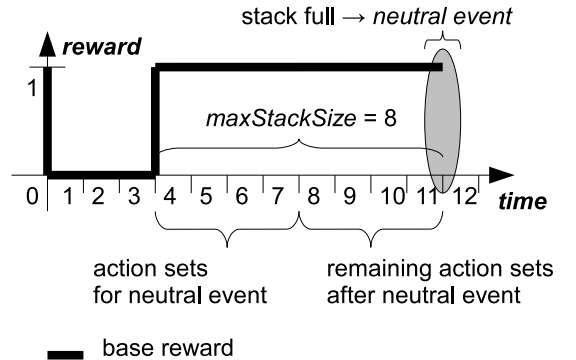 stack full → neutral event
reward
1
maxStackSize = 8
0 1 2 3 4 5 6 7 8 9 10 11 12
time
action sets
for neutral event
remaining action sets
after neutral event
base reward